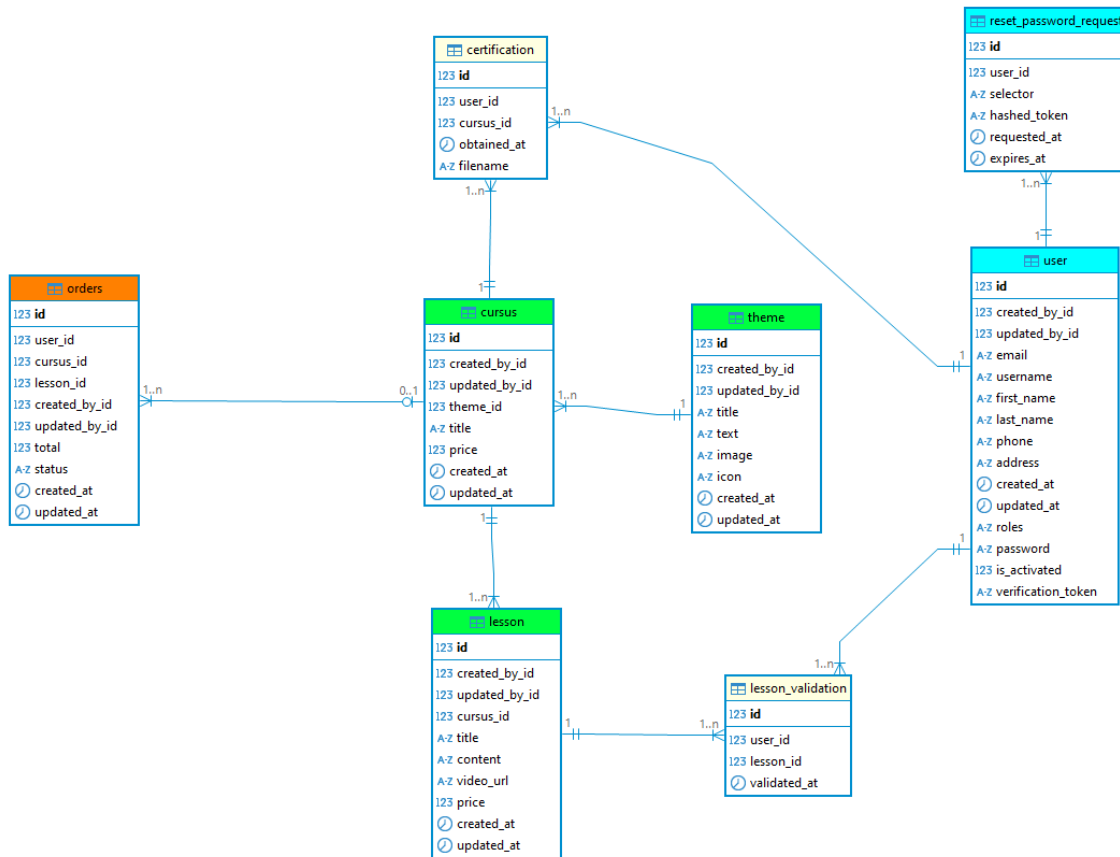 reset_password_request
123 id
123 user_id
A-Z selector
A-Z hashed_token
requested_at
expires_at
1..n
1
certification
123 id
123 user_id
123 cursus_id
obtained_at
A-Z filename
1..n
1..n
1
1
orders
123 id
123 user_id
123 cursus_id
123 lesson_id
123 created_by_id
123 updated_by_id
123 total
A-Z status
created_at
updated_at
1..n
0..1
cursus
123 id
123 created_by_id
123 updated_by_id
123 theme_id
A-Z title
123 price
created_at
updated_at
1..n
1
1
1..n
theme
123 id
123 created_by_id
123 updated_by_id
A-Z title
A-Z text
A-Z image
A-Z icon
created_at
updated_at
user
123 id
123 created_by_id
123 updated_by_id
A-Z email
A-Z username
A-Z first_name
A-Z last_name
A-Z phone
A-Z address
created_at
updated_at
A-Z roles
A-Z password
123 is_activated
A-Z verification_token
1
1..n
lesson
123 id
123 created_by_id
123 updated_by_id
123 cursus_id
A-Z title
A-Z content
A-Z video_url
123 price
created_at
updated_at
1
1..n
lesson_validation
123 id
123 user_id
123 lesson_id
validated_at